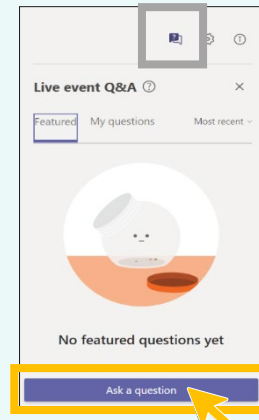 Live event Q&A
Featured My questions Most recent
No featured questions yet
Ask a question